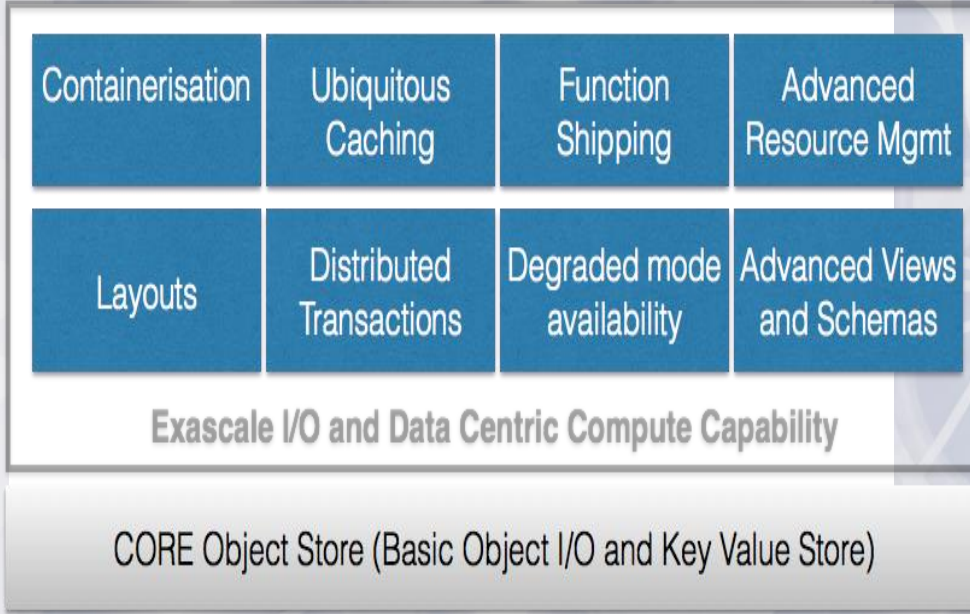 Containerisation
Ubiquitous
Caching
Function
Shipping
Advanced
Resource Mgmt
Layouts
Distributed
Transactions
Degraded mode
availability
Advanced Views
and Schemas
Exascale I/O and Data Centric Compute Capability
CORE Object Store (Basic Object I/O and Key Value Store)